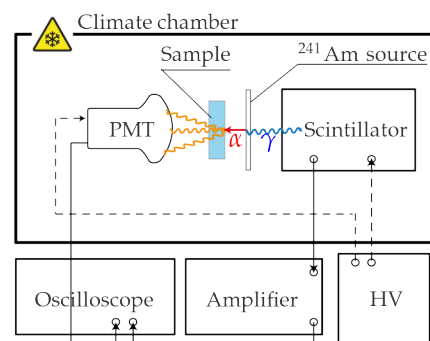 Climate chamber
Sample
²⁴¹Am source
PMT
α
γ
Scintillator
Oscilloscope
Amplifier
HV